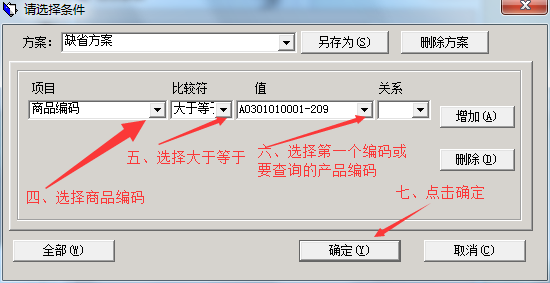 请选择条件
方案： 缺省方案 另存为(S) 删除方案
项目 比较符 值 关系
商品编码 大于等于 A0301010001-209 增加(A)
五、选择大于等于 六、选择第一个编码或
要查询的产品编码 删除(D)
四、选择商品编码 七、点击确定
全部(W) 确定(Y) 取消(C)